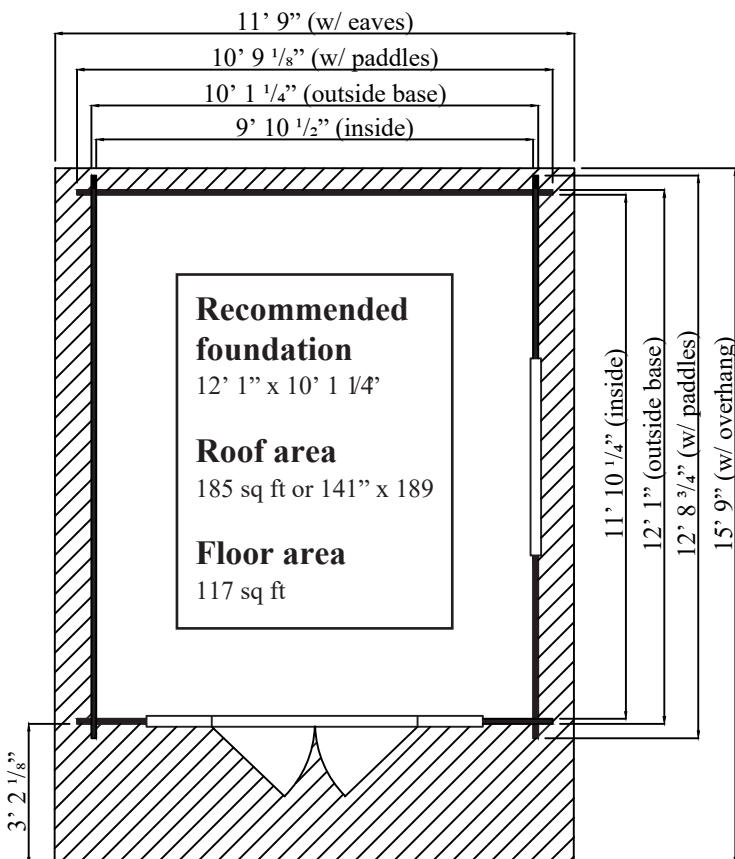 11’ 9” (w/ eaves)
10’ 9 ¹/₈” (w/ paddles)
10’ 1 ¹/₄” (outside base)
9’ 10 ¹/₂” (inside)
Recommended
foundation
12’ 1” x 10’ 1 1/4”
Roof area
185 sq ft or 141” x 189
Floor area
117 sq ft
11’ 10 ¹/₄” (inside)
12’ 1” (outside base)
12’ 8 ³/₄” (w/ paddles)
15’ 9” (w/ overhang)
3’ 2 ¹/₈”